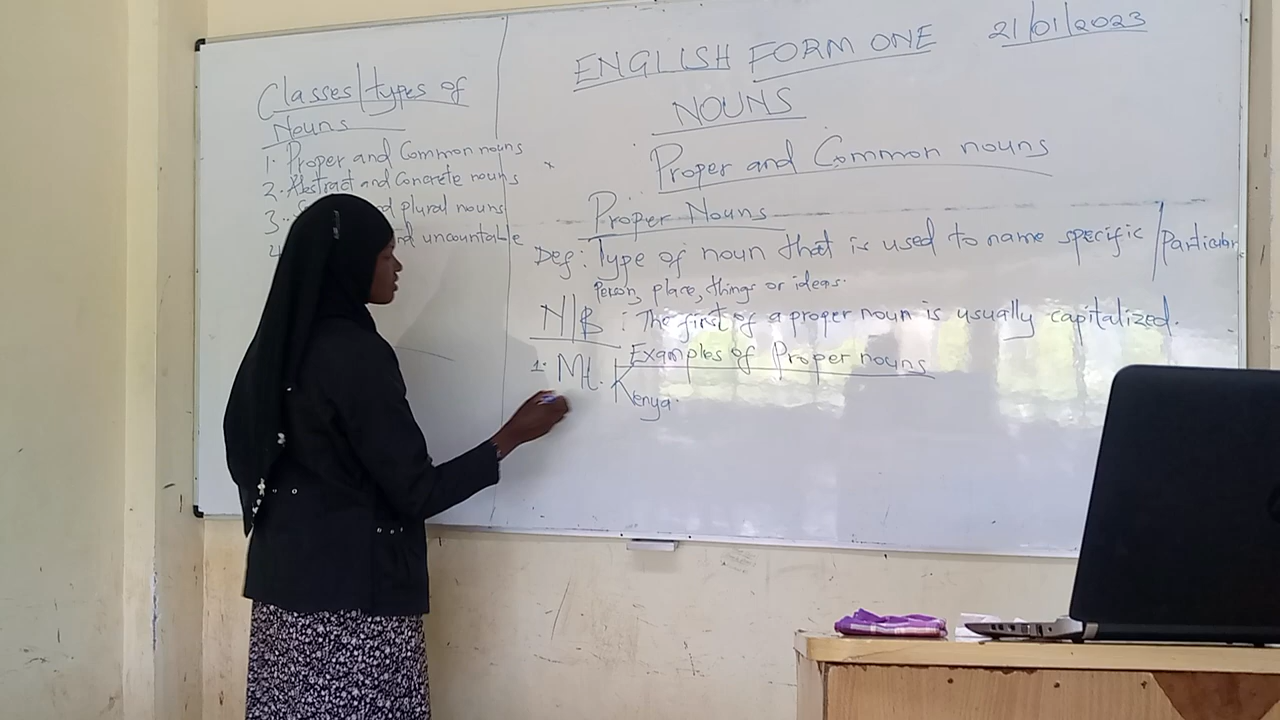 Classes/types of
Nouns
1. Proper and Common nouns
2. Abstract and Concrete nouns
3. plural nouns
4 uncountable
ENGLISH FORM ONE 21/01/2023
NOUNS
Proper and Common nouns
Proper Nouns
Def: Type of noun that is used to name specific/Particular
Person, place, things or ideas.
N/B: The first of a proper noun is usually capitalized.
Examples of Proper nouns
1. Mt. Kenya.